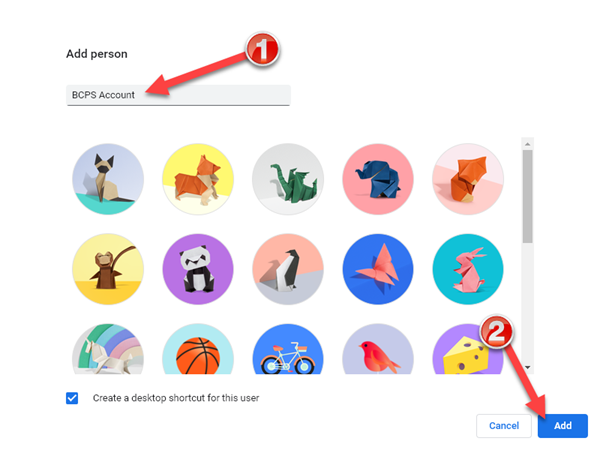 Add person
1
BCPS Account
2
Create a desktop shortcut for this user
Cancel
Add